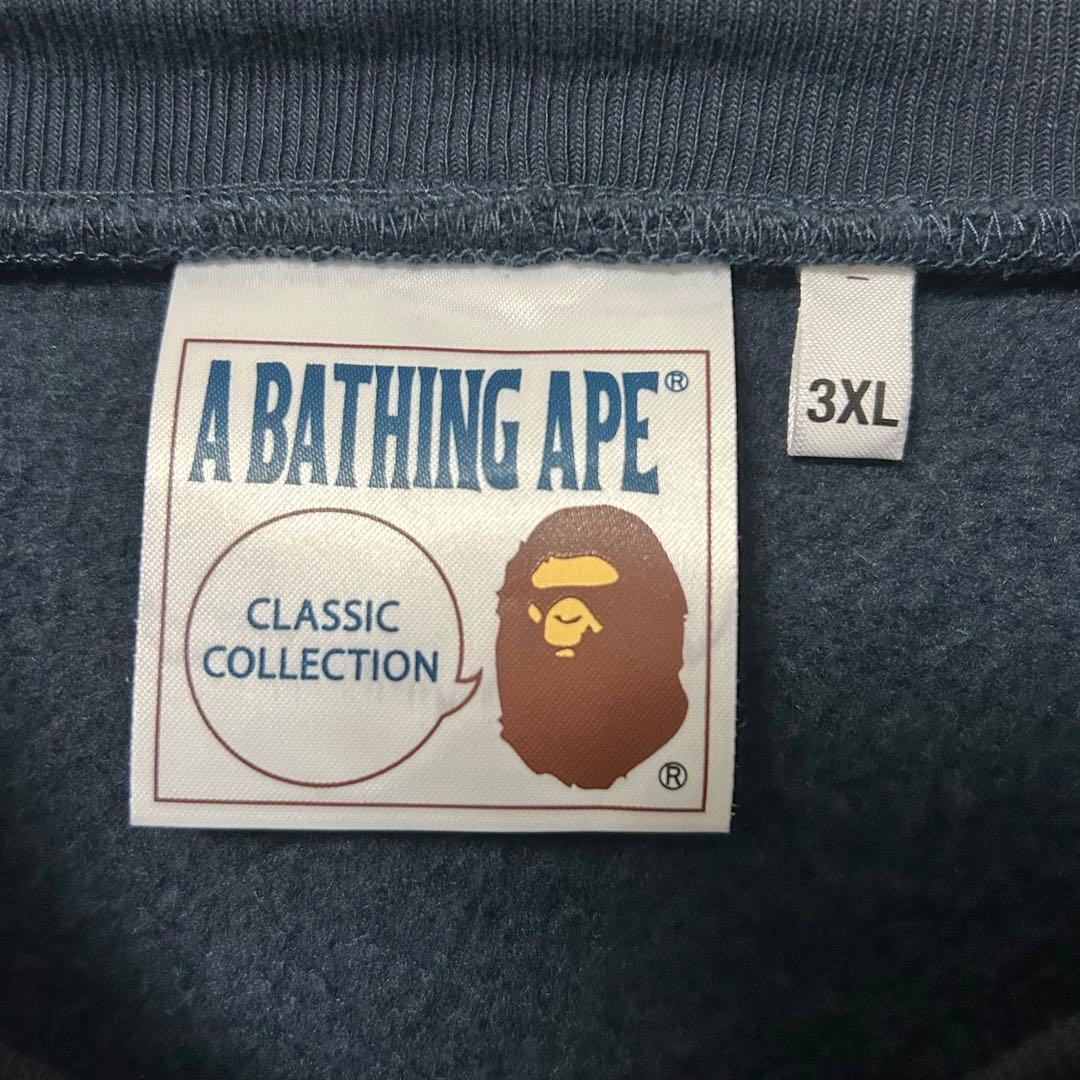 A BATHING APE®
3XL
CLASSIC
COLLECTION
®